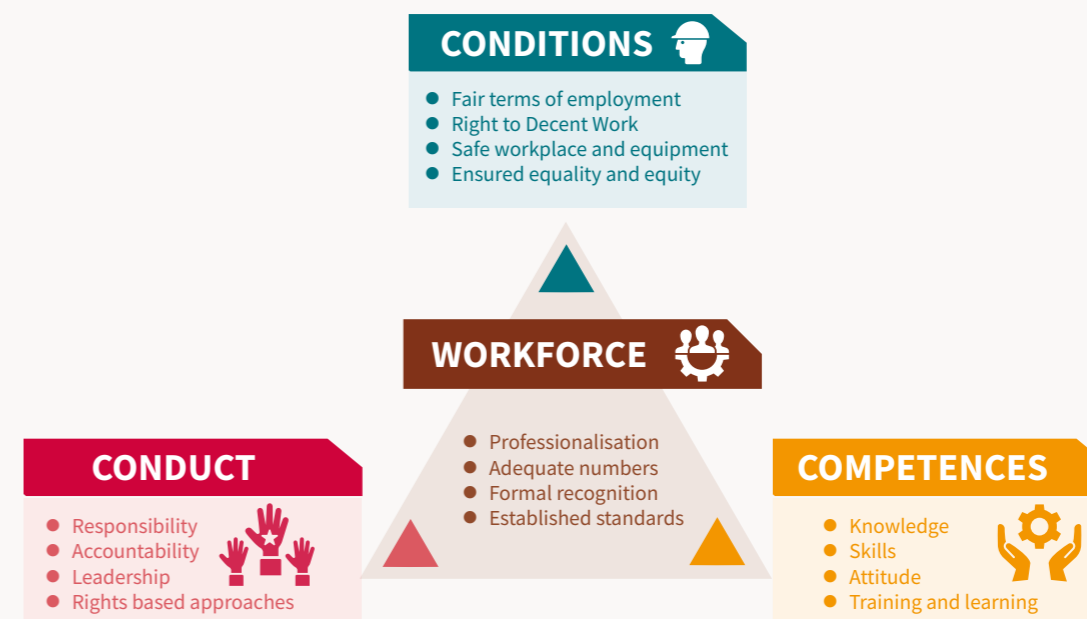 CONDITIONS
Fair terms of employment
Right to Decent Work
Safe workplace and equipment
Ensured equality and equity
WORKFORCE
Professionalisation
Adequate numbers
Formal recognition
Established standards
CONDUCT
Responsibility
Accountability
Leadership
Rights based approaches
COMPETENCES
Knowledge
Skills
Attitude
Training and learning